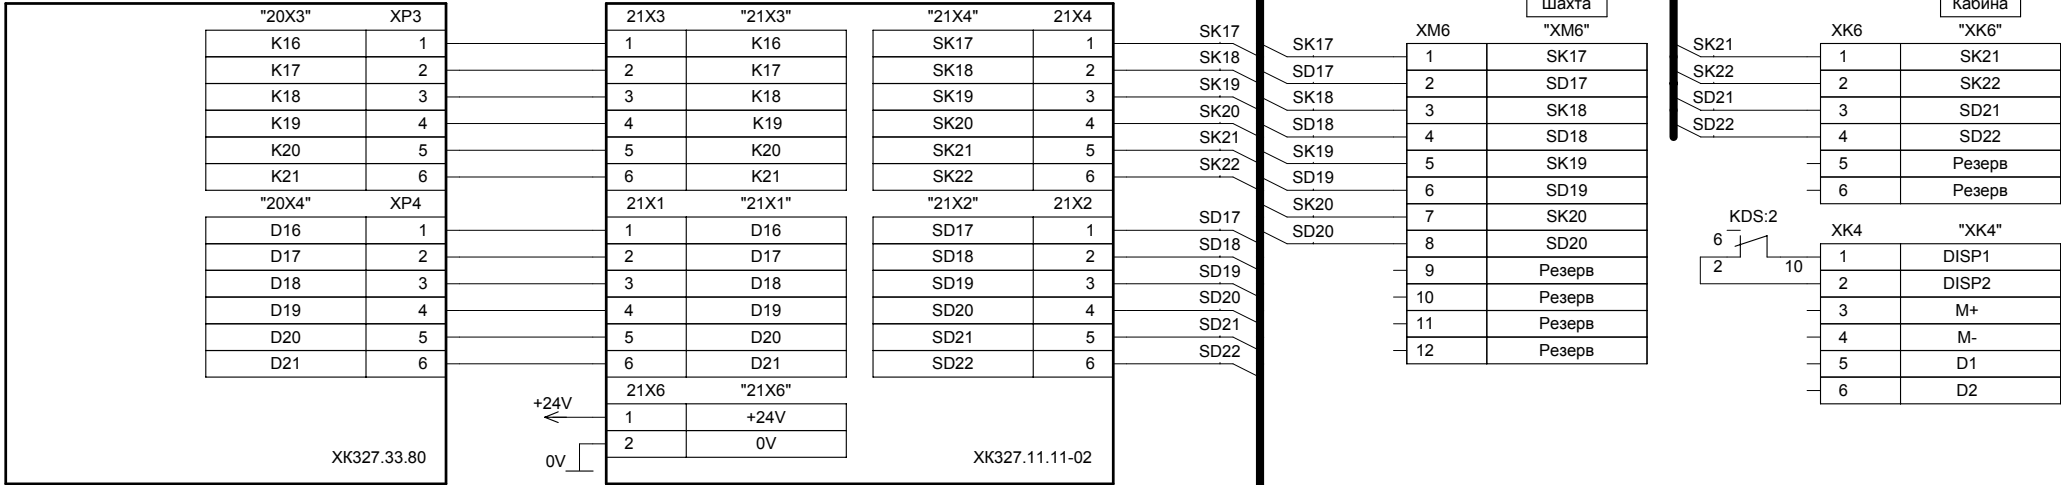 "20X3" XP3
K16 1
K17 2
K18 3
K19 4
K20 5
K21 6
"20X4" XP4
D16 1
D17 2
D18 3
D19 4
D20 5
D21 6
ХК327.33.80
21X3 "21X3" "21X4" 21X4
1 K16 SK17 1
2 K17 SK18 2
3 K18 SK19 3
4 K19 SK20 4
5 K20 SK21 5
6 K21 SK22 6
21X1 "21X1" "21X2" 21X2
1 D16 SD17 1
2 D17 SD18 2
3 D18 SD19 3
4 D19 SD20 4
5 D20 SD21 5
6 D21 SD22 6
21X6 "21X6"
+24V
1 +24V
2 0V
0V
ХК327.11.11-02
SK17
SK18
SK19
SK20
SK21
SK22
SD17
SD18
SD19
SD20
SD21
SD22
Шахта
XM6 "XM6"
SK17 1 SK17
SD17 2 SD17
SK18 3 SK18
SD18 4 SD18
SK19 5 SK19
SD19 6 SD19
SK20 7 SK20
SD20 8 SD20
9 Резерв
10 Резерв
11 Резерв
12 Резерв
Кабина
XK6 "XK6"
SK21 1 SK21
SK22 2 SK22
SD21 3 SD21
SD22 4 SD22
5 Резерв
6 Резерв
KDS:2
6
2 10
XK4 "XK4"
1 DISP1
2 DISP2
3 M+
4 M-
5 D1
6 D2